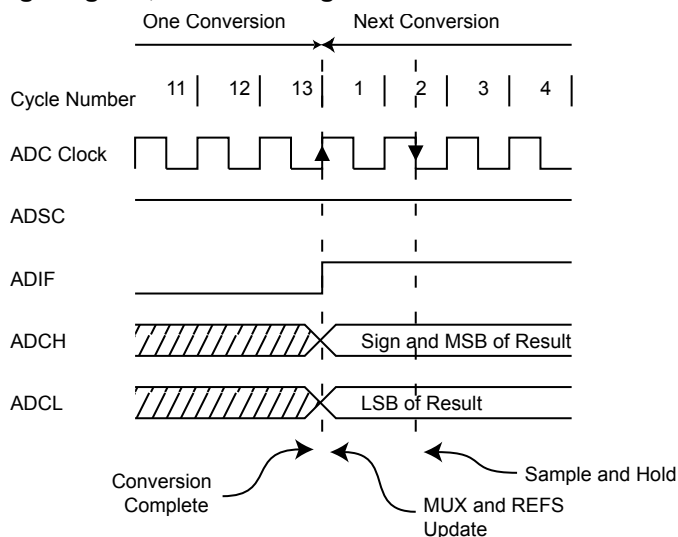 One Conversion Next Conversion
Cycle Number 11 12 13 1 2 3 4
ADC Clock
ADSC
ADIF
ADCH Sign and MSB of Result
ADCL LSB of Result
Conversion
Complete
MUX and REFS
Update
Sample and Hold